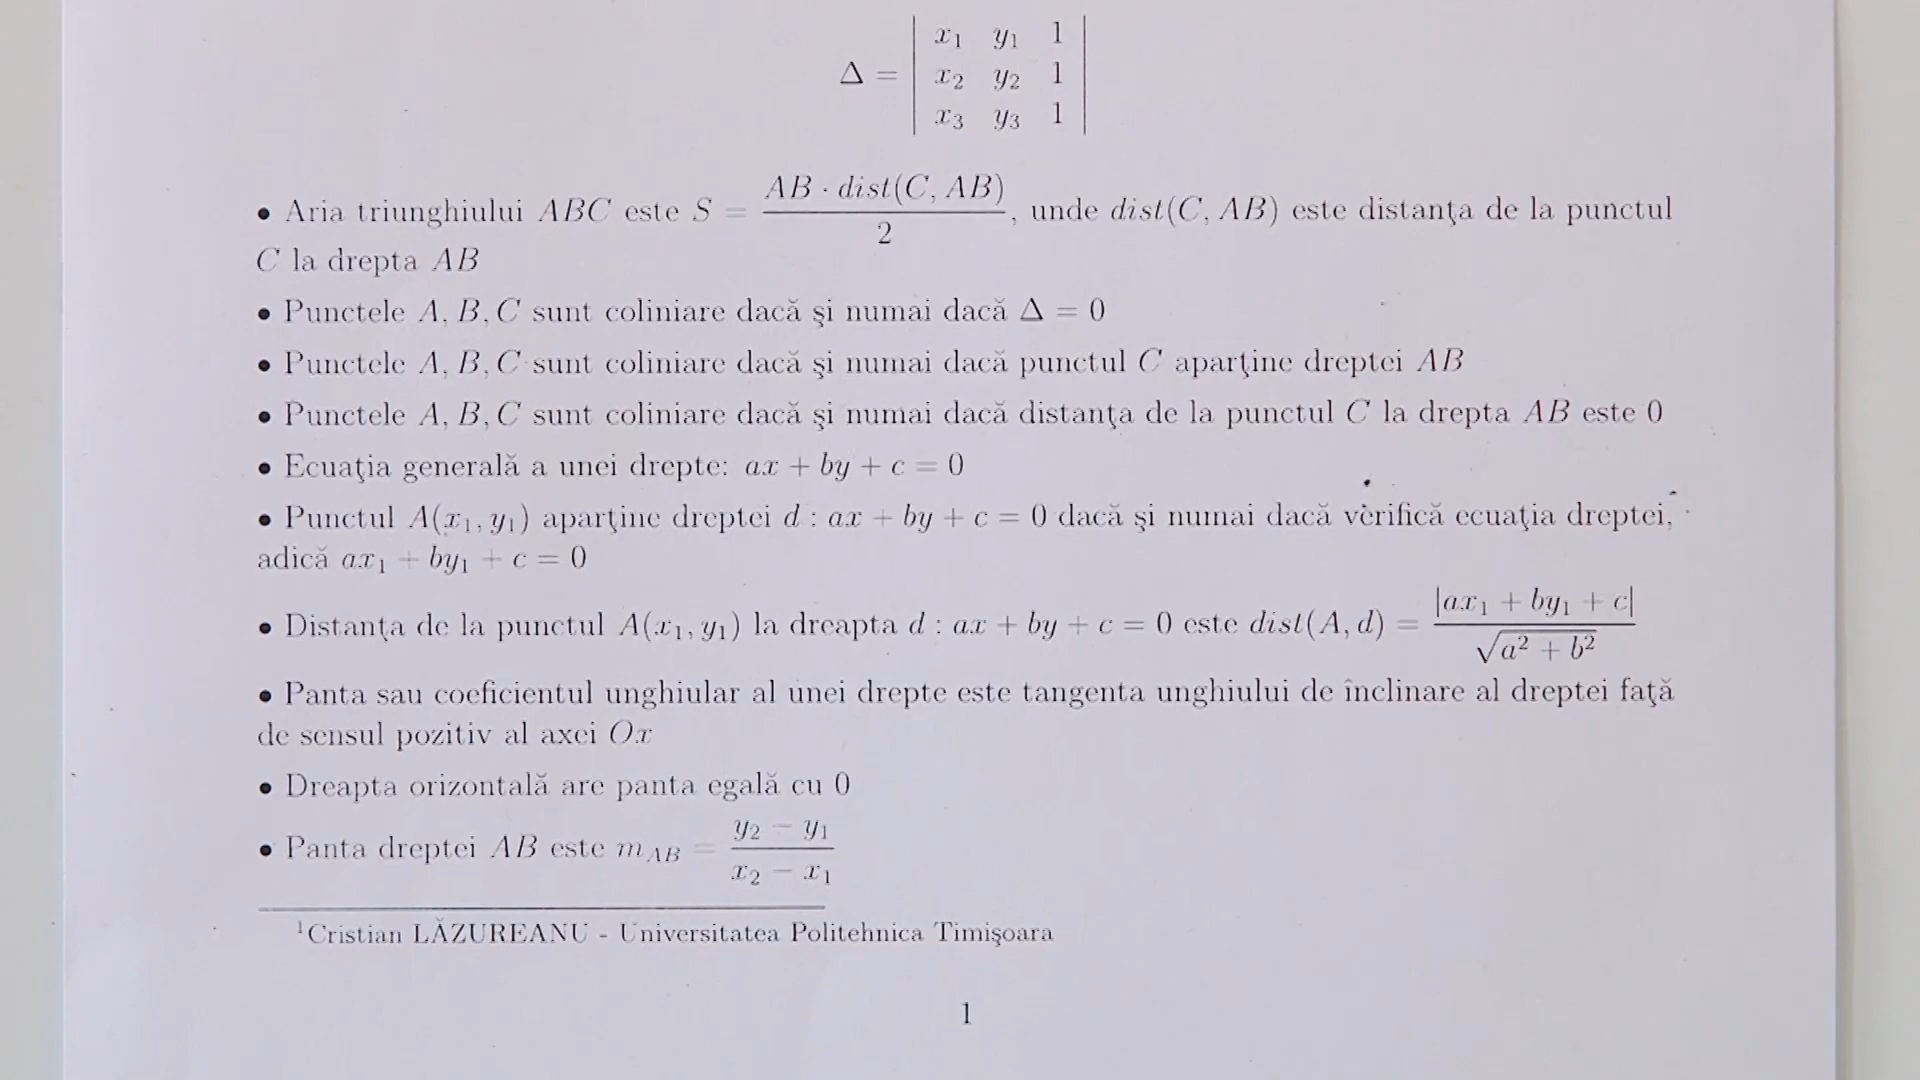 Δ = | x₁ y₁ 1 |
| x₂ y₂ 1 |
| x₃ y₃ 1 |
• Aria triunghiului ABC este S = AB · dist(C, AB) / 2, unde dist(C, AB) este distanţa de la punctul
C la drepta AB
• Punctele A, B, C sunt coliniare dacă şi numai dacă Δ = 0
• Punctele A, B, C sunt coliniare dacă şi numai dacă punctul C aparţine dreptei AB
• Punctele A, B, C sunt coliniare dacă şi numai dacă distanţa de la punctul C la drepta AB este 0
• Ecuaţia generală a unei drepte: ax + by + c = 0
• Punctul A(x₁, y₁) aparţine dreptei d : ax + by + c = 0 dacă şi numai dacă verifică ecuaţia dreptei,
adică ax₁ + by₁ + c = 0
• Distanţa de la punctul A(x₁, y₁) la dreapta d : ax + by + c = 0 este dist(A, d) = |ax₁ + by₁ + c| / √(a² + b²)
• Panta sau coeficientul unghiular al unei drepte este tangenta unghiului de înclinare al dreptei faţă
de sensul pozitiv al axei Ox
• Dreapta orizontală are panta egală cu 0
• Panta dreptei AB este m_AB = (y₂ − y₁) / (x₂ − x₁)
¹Cristian LĂZUREANU - Universitatea Politehnica Timişoara
1